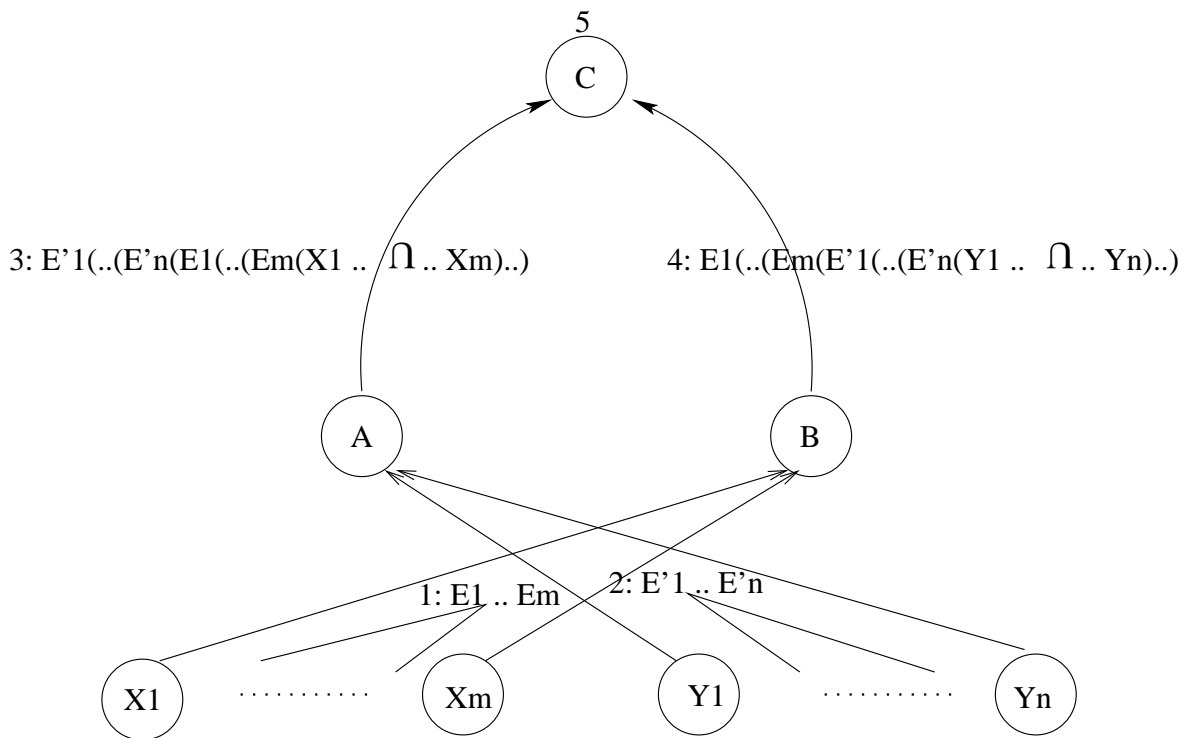 5
C
3: E'1(..(E'n(E1(..(Em(X1 .. ∩ .. Xm)..)
4: E1(..(Em(E'1(..(E'n(Y1 .. ∩ .. Yn)..)
A
B
1: E1 .. Em
2: E'1 .. E'n
X1
...........
Xm
Y1
...........
Yn